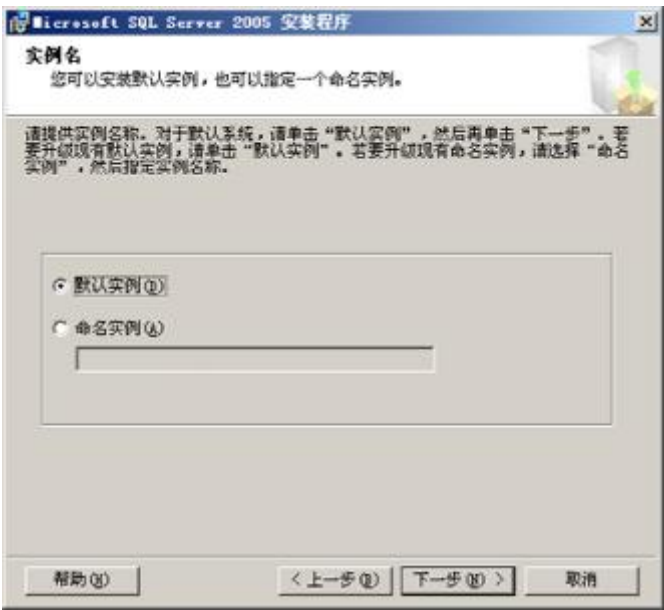 Microsoft SQL Server 2005 安装程序
实例名
您可以安装默认实例，也可以指定一个命名实例。
请提供实例名称。对于默认系统，请单击“默认实例”，然后再单击“下一步”。若
要升级现有默认实例，请单击“默认实例”。若要升级现有命名实例，请选择“命名
实例”，然后指定实例名称。
默认实例(D)
命名实例(A)
帮助(H)
< 上一步(B)
下一步(N) >
取消